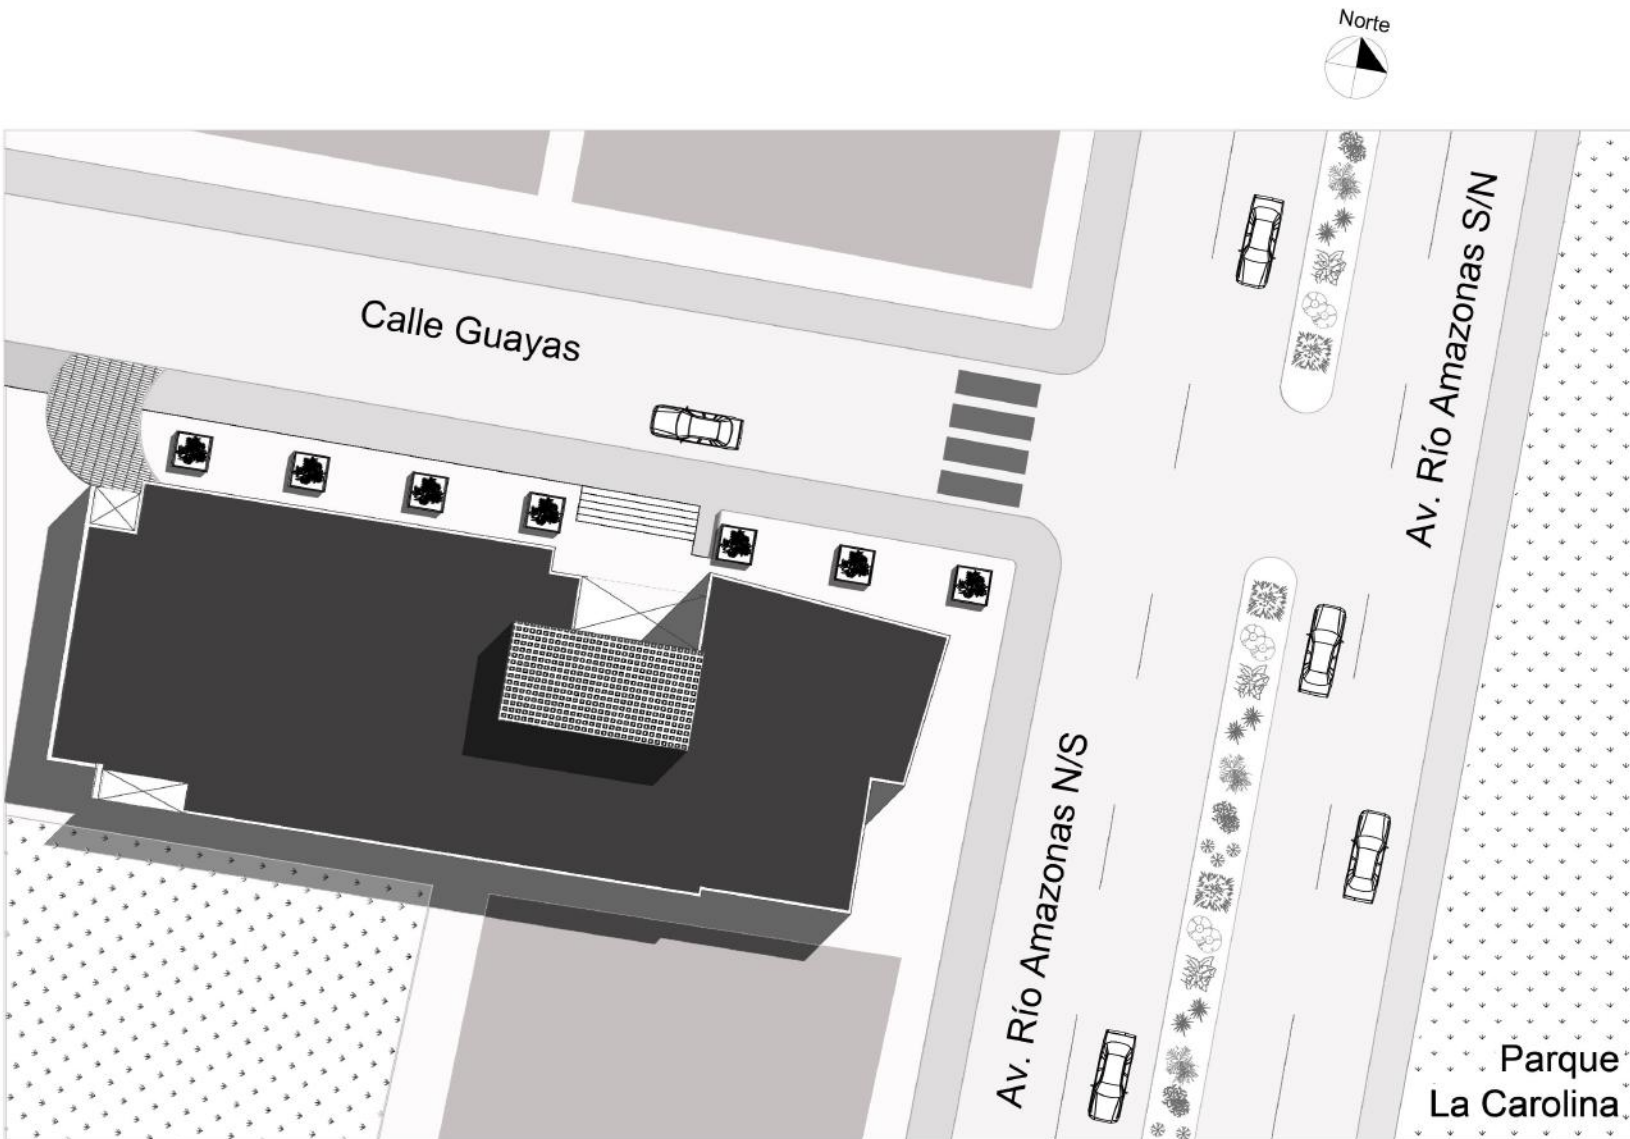 Norte
Calle Guayas
Av. Río Amazonas S/N
Av. Río Amazonas N/S
Parque
La Carolina